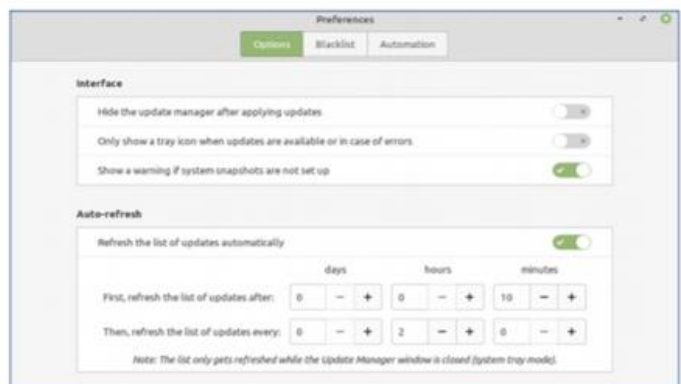 Preferences
Options Blacklist Automation
Interface
Hide the update manager after applying updates
Only show a tray icon when updates are available or in case of errors
Show a warning if system snapshots are not set up
Auto-refresh
Refresh the list of updates automatically
days hours minutes
First, refresh the list of updates after: 0 − + 0 − + 10 − +
Then, refresh the list of updates every: 0 − + 2 − + 0 − +
Note: The list only gets refreshed while the Update Manager window is closed (system tray mode).